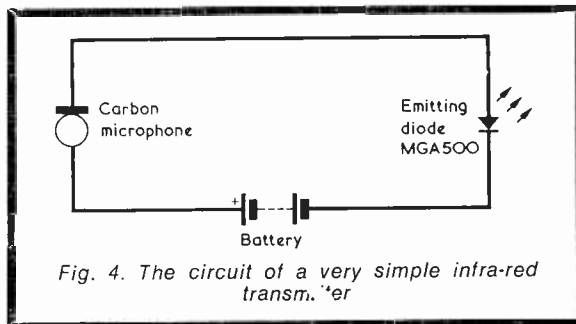 Carbon
microphone
Emitting
diode
MGA500
+
Battery
Fig. 4. The circuit of a very simple infra-red